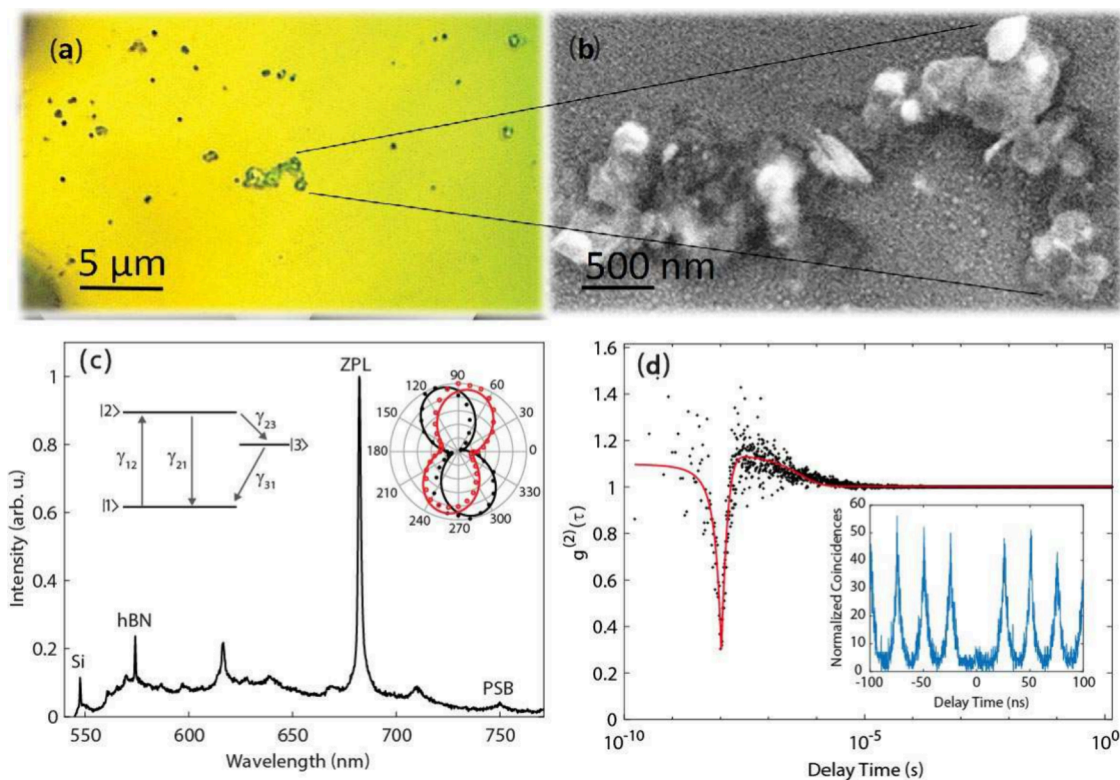 (a)
5 µm
(b)
500 nm
(c)
Intensity (arb. u.)
1
0.8
0.6
0.4
0.2
0
|2>
|3>
|1>
γ12
γ21
γ23
γ31
ZPL
Si
hBN
PSB
90
60
30
0
330
300
270
240
210
180
150
120
550
600
650
700
750
Wavelength (nm)
(d)
g(2)(τ)
1.6
1.4
1.2
1
0.8
0.6
0.4
0.2
0
10-10
10-5
100
Delay Time (s)
Normalized Coincidences
60
50
40
30
20
10
0
-100
-50
0
50
100
Delay Time (ns)